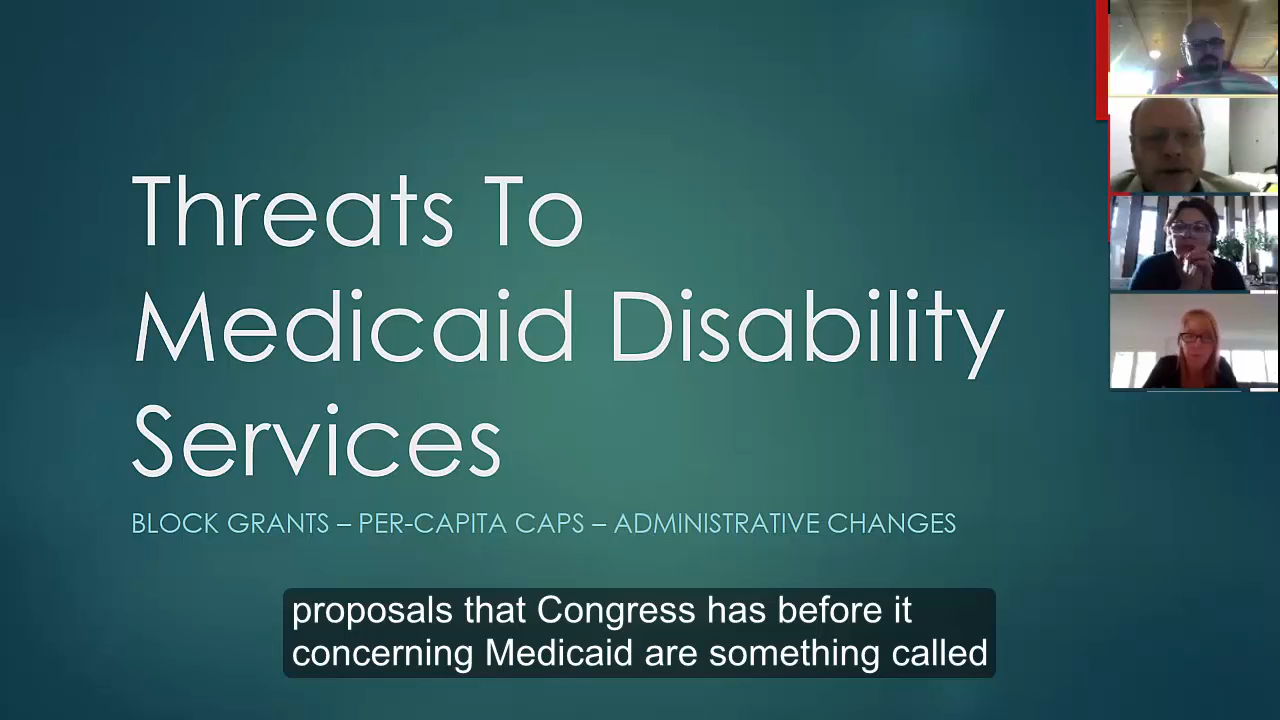 Threats To
Medicaid Disability
Services
BLOCK GRANTS – PER-CAPITA CAPS – ADMINISTRATIVE CHANGES
proposals that Congress has before it
concerning Medicaid are something called